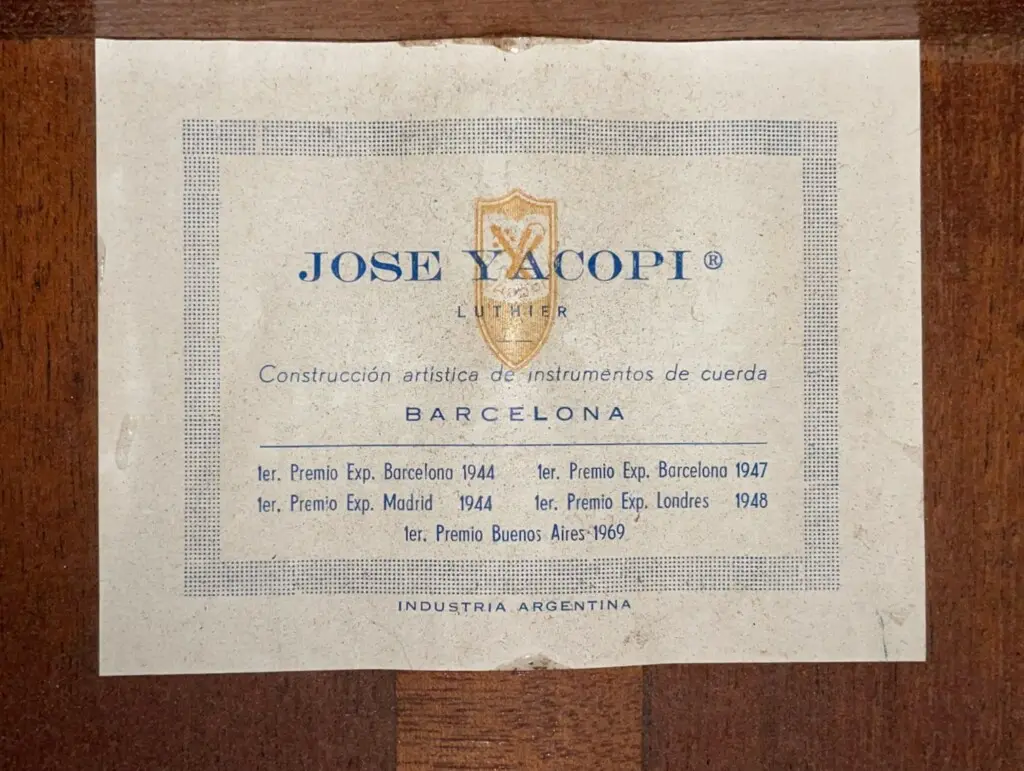 JOSE YACOPI ®
LUTHIER
Construcción artística de instrumentos de cuerda
BARCELONA
1er. Premio Exp. Barcelona 1944 1er. Premio Exp. Barcelona 1947
1er. Premio Exp. Madrid 1944 1er. Premio Exp. Londres 1948
1er. Premio Buenos Aires 1969
INDUSTRIA ARGENTINA